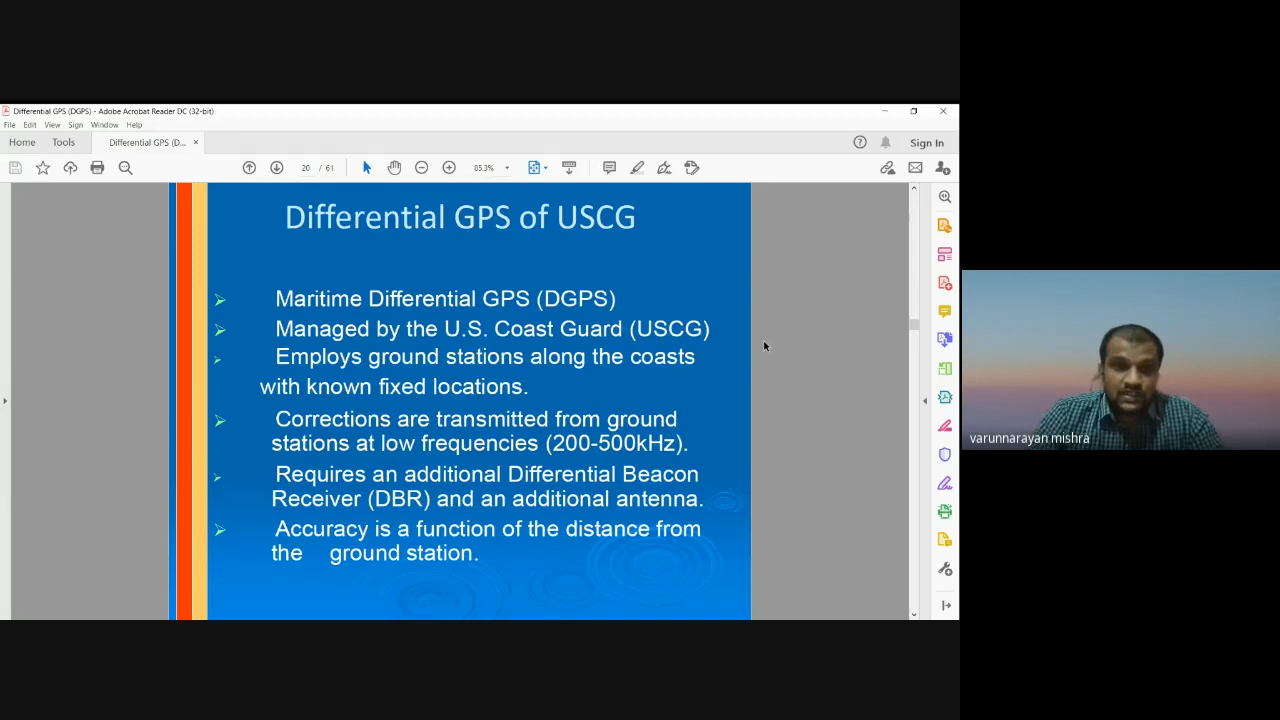 Differential GPS (DGPS) - Adobe Acrobat Reader DC (32-bit)
File Edit View Sign Window Help
Home Tools Differential GPS (D... × Sign In
20 / 61 85.3%
Differential GPS of USCG
Maritime Differential GPS (DGPS)
Managed by the U.S. Coast Guard (USCG)
Employs ground stations along the coasts
with known fixed locations.
Corrections are transmitted from ground
stations at low frequencies (200-500kHz).
Requires an additional Differential Beacon
Receiver (DBR) and an additional antenna.
Accuracy is a function of the distance from
the ground station.
varunnarayan mishra